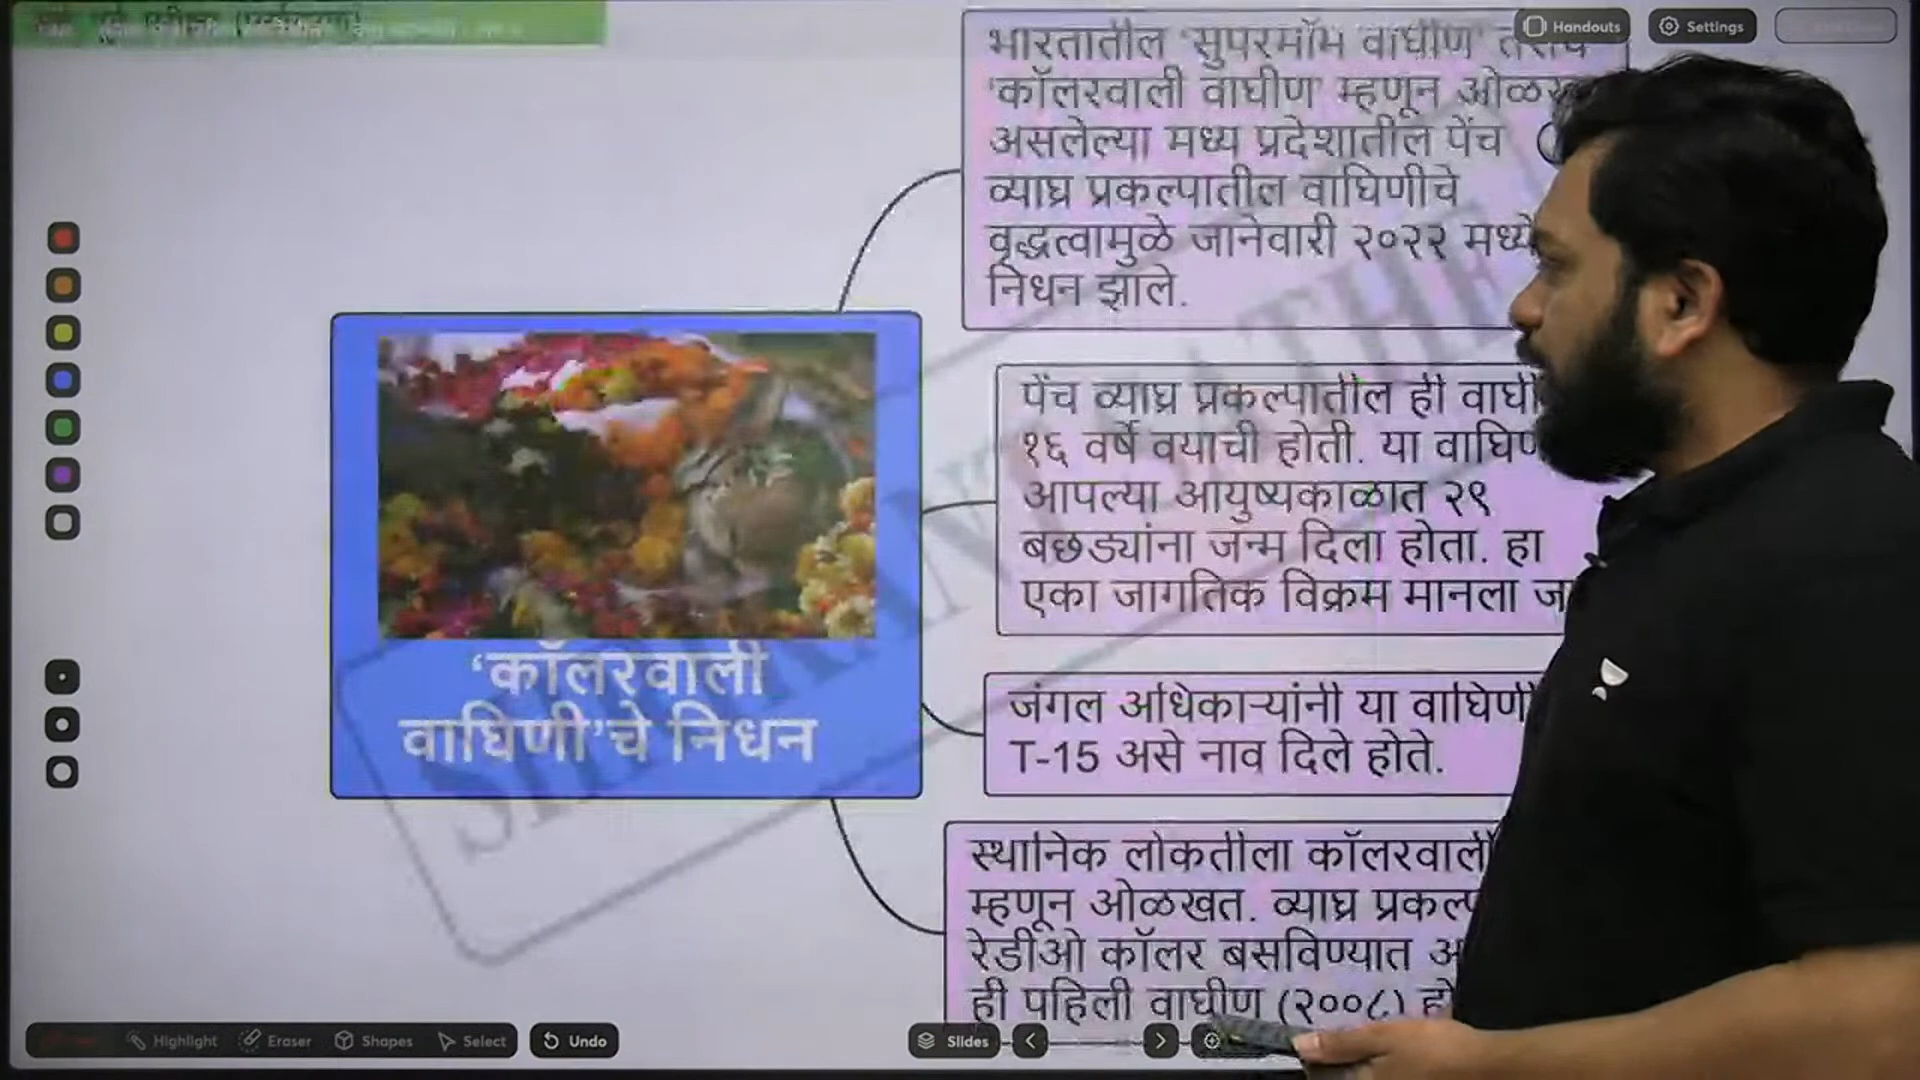 Handouts
Settings
भारतातील 'सुपरमॉम वाघीण' तसेच
'कॉलरवाली वाघीण' म्हणून ओळख
असलेल्या मध्य प्रदेशातील पेंच
व्याघ्र प्रकल्पातील वाघिणीचे
वृद्धत्वामुळे जानेवारी २०२२ मध्ये
निधन झाले.
पेंच व्याघ्र प्रकल्पातील ही
१६ वर्षे वयाची होती. या
आपल्या आयुष्यकाळात २९
बछड्यांना जन्म दिला होता. हा
एका जागतिक विक्रम मानला
‘कॉलरवाली
वाघिणी’चे निधन
जंगल अधिकाऱ्यांनी या
T-15 असे नाव दिले होते.
स्थानिक लोकतीला कॉलरवाली
म्हणून ओळखत. व्याघ्र
रेडीओ कॉलर बसविण्यात
ही पहिली वाघीण (२००८)
Highlight
Eraser
Shapes
Select
Undo
Slides